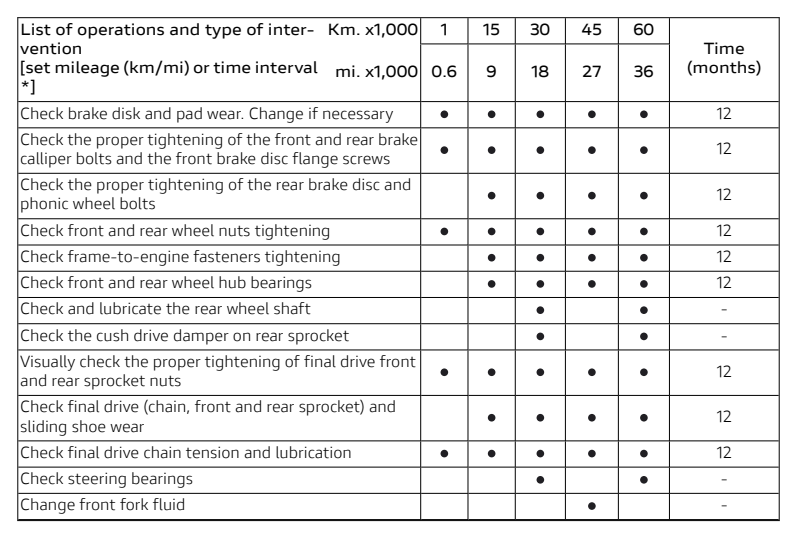 List of operations and type of inter- Km. x1,000 1 15 30 45 60 Time (months)
vention
[set mileage (km/mi) or time interval mi. x1,000 0.6 9 18 27 36
*]
Check brake disk and pad wear. Change if necessary ● ● ● ● ● 12
Check the proper tightening of the front and rear brake
calliper bolts and the front brake disc flange screws ● ● ● ● ● 12
Check the proper tightening of the rear brake disc and
phonic wheel bolts ● ● ● ● 12
Check front and rear wheel nuts tightening ● ● ● ● ● 12
Check frame-to-engine fasteners tightening ● ● ● ● 12
Check front and rear wheel hub bearings ● ● ● ● 12
Check and lubricate the rear wheel shaft ● ● -
Check the cush drive damper on rear sprocket ● ● -
Visually check the proper tightening of final drive front
and rear sprocket nuts ● ● ● ● ● 12
Check final drive (chain, front and rear sprocket) and
sliding shoe wear ● ● ● ● 12
Check final drive chain tension and lubrication ● ● ● ● ● 12
Check steering bearings ● ● -
Change front fork fluid ● -